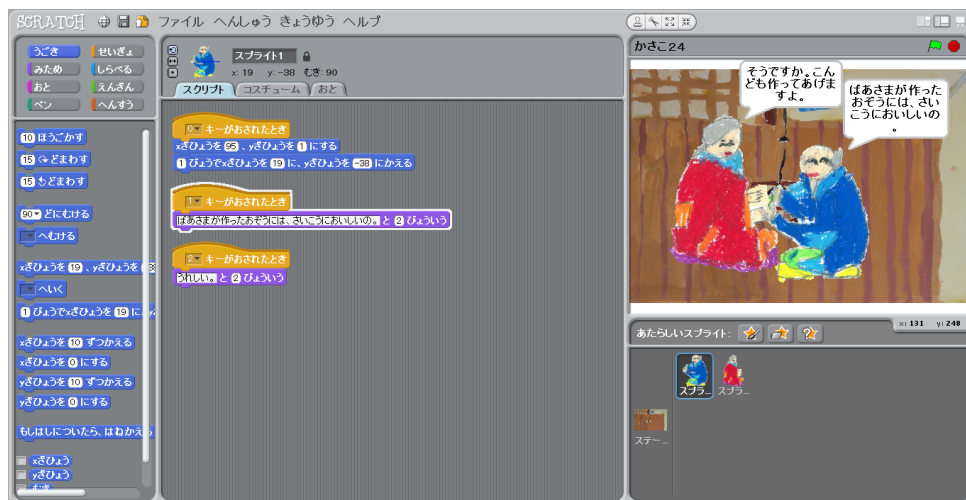 SCRATCH ファイル へんしゅう きょうゆう ヘルプ
うごき せいぎょ
みため しらべる
おと えんざん
ペン へんすう
10 ほうごかす
15 どまわす
15 どまわす
90 どにむける
へむける
xざひょうを 19 、yざひょうを
へいく
1 びょうでxざひょうを 19 に、
xざひょうを 10 ずつかえる
xざひょうを 0 にする
yざひょうを 10 ずつかえる
yざひょうを 0 にする
もしはしについたら、はねかえ
xざひょう
yざひょう
むき
スプライト1
x: 19 y: -38 むき: 90
スクリプト コスチューム おと
0 キーがおされたとき
xざひょうを 95 、yざひょうを 1 にする
1 びょうでxざひょうを 19 に、yざひょうを -38 にかえる
1 キーがおされたとき
ばあさまが作ったおぞうには、さいこうにおいしいの。 と 2 びょういう
2 キーがおされたとき
うれしい。 と 2 びょういう
かさこ24
そうですか。こん
ども作ってあげま
すよ。
ばあさまが作った
おぞうには、さい
こうにおいしいの
。
x: 131 y: 248
あたらしいスプライト:
スプラ... スプラ...
ステー...